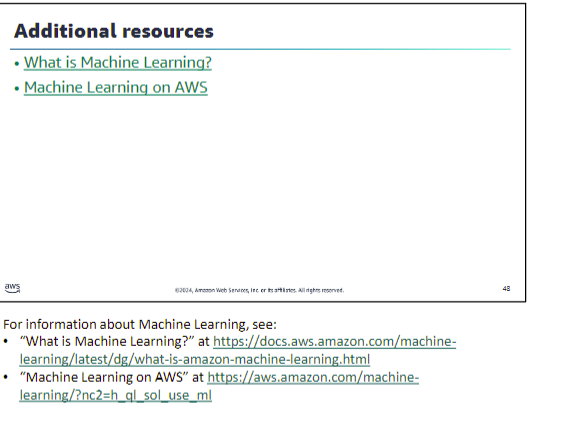 Additional resources
• What is Machine Learning?
• Machine Learning on AWS
aws
©2024, Amazon Web Services, Inc. or its affiliates. All rights reserved.
48
For information about Machine Learning, see:
• “What is Machine Learning?” at https://docs.aws.amazon.com/machine-
learning/latest/dg/what-is-amazon-machine-learning.html
• “Machine Learning on AWS” at https://aws.amazon.com/machine-
learning/?nc2=h_ql_sol_use_ml